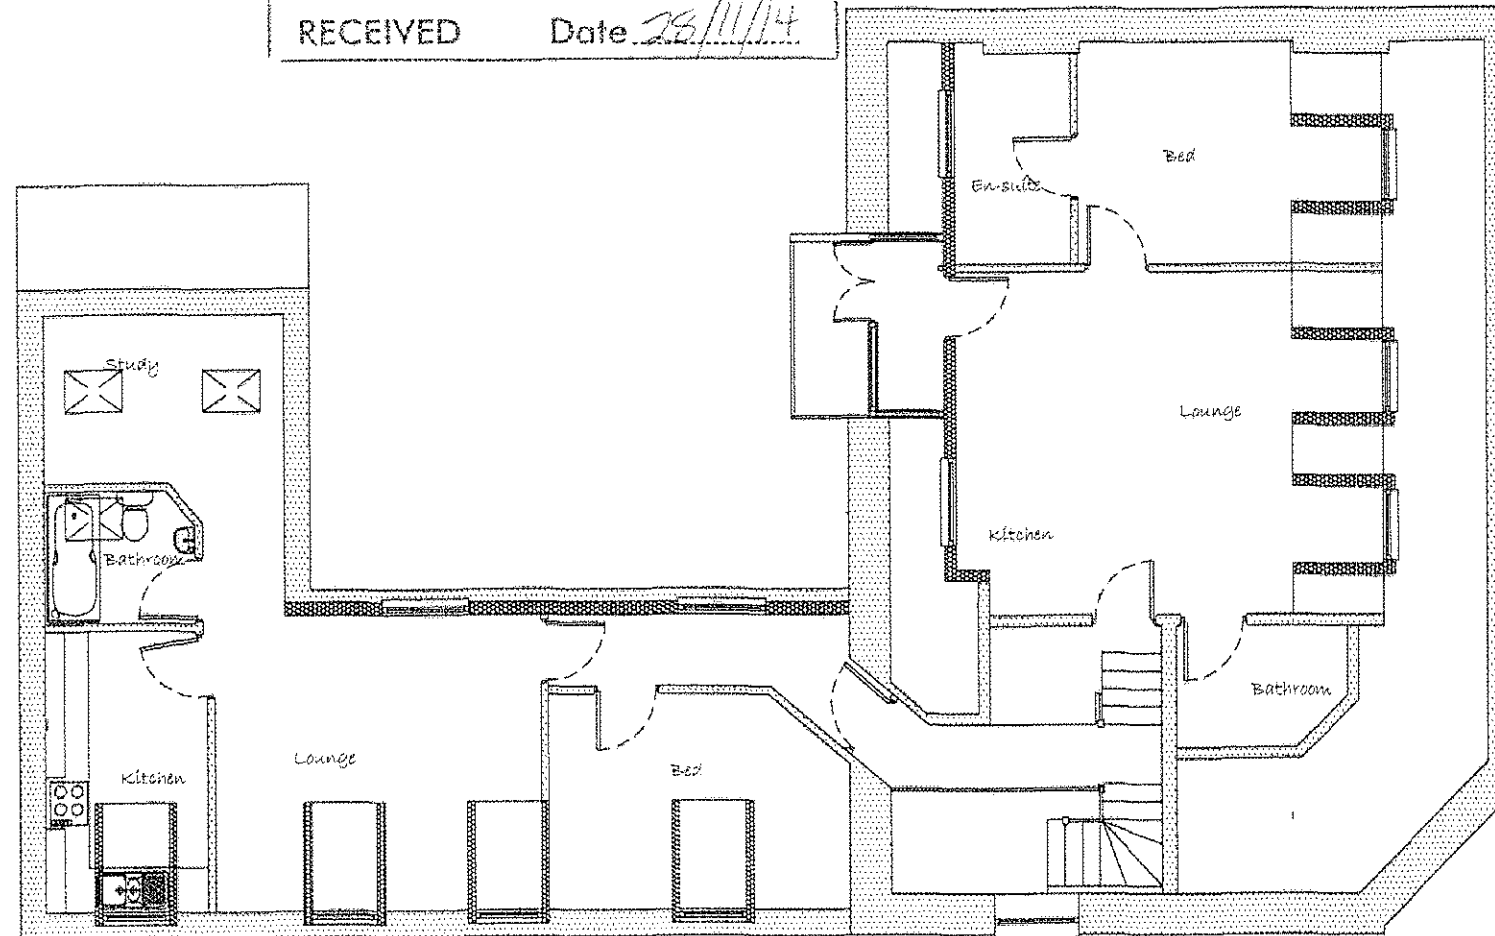 RECEIVED Date 28/11/14
Bed
En-suite
Study
Lounge
Kitchen
Bathroom
Bathroom
Lounge
Bed
Kitchen